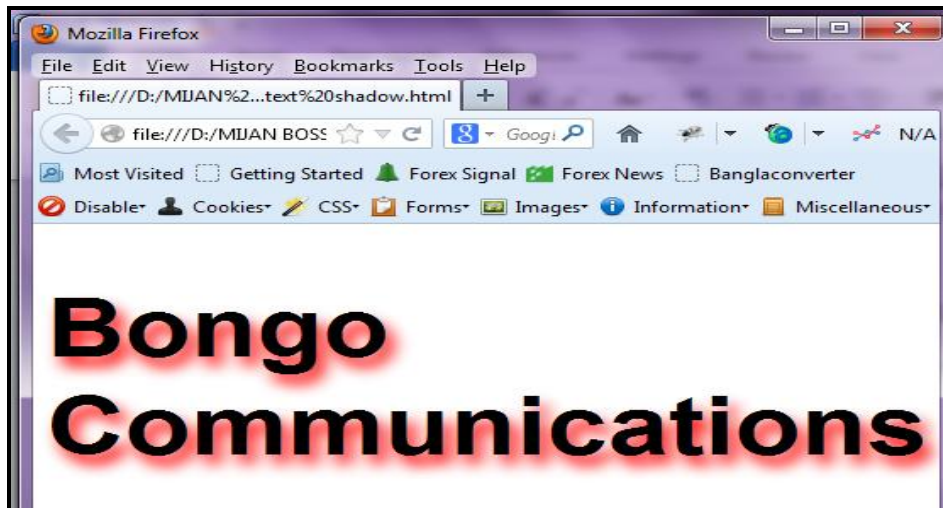 Mozilla Firefox
File Edit View History Bookmarks Tools Help
file:///D:/MIJAN%2...text%20shadow.html +
file:///D:/MIJAN BOSS 8 Googl N/A
Most Visited Getting Started Forex Signal Forex News Banglaconverter
Disable Cookies CSS Forms Images Information Miscellaneous
Bongo
Communications